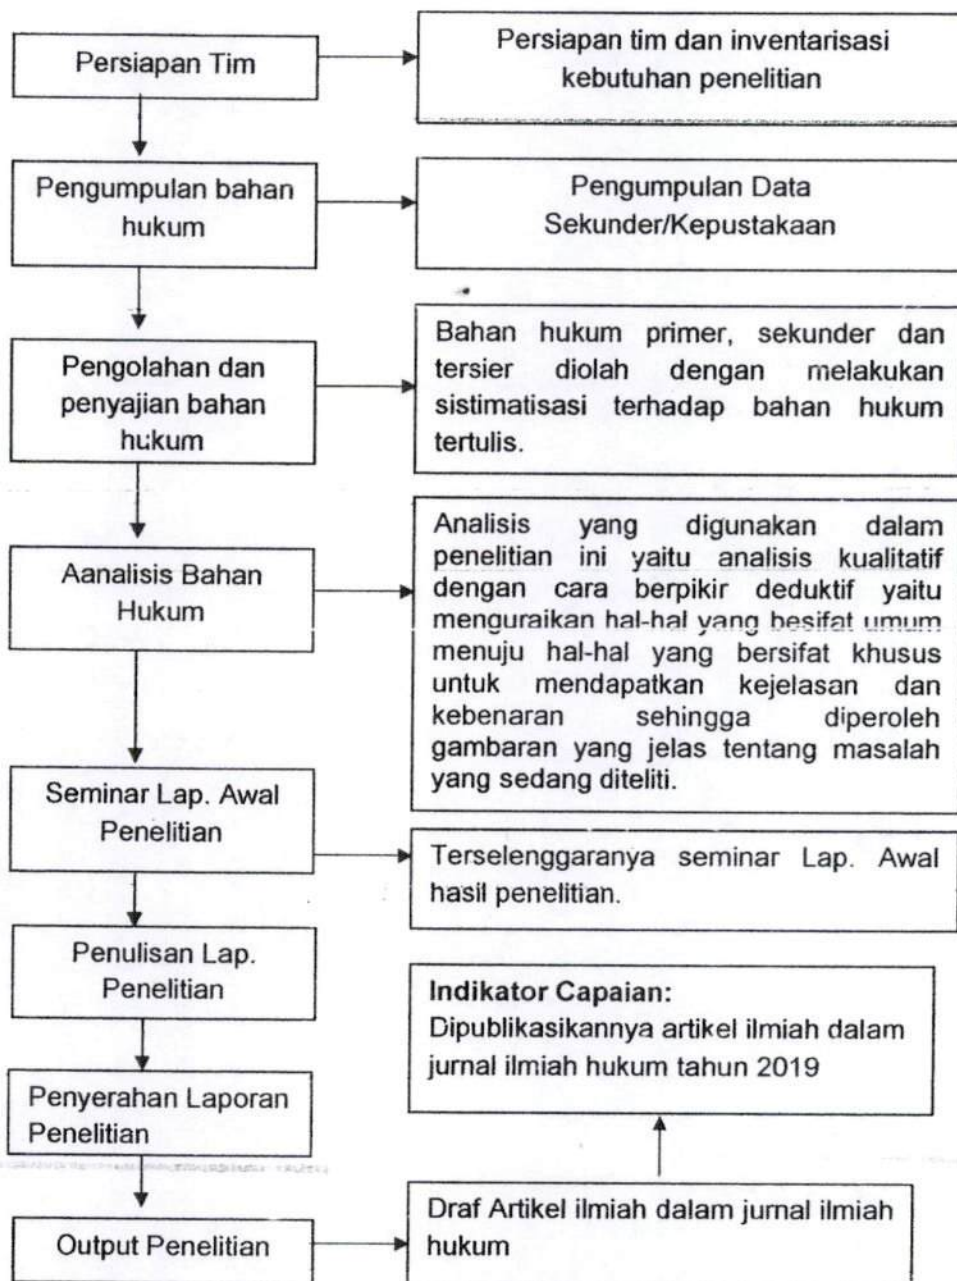 Persiapan Tim
Persiapan tim dan inventarisasi
kebutuhan penelitian
Pengumpulan bahan
hukum
Pengumpulan Data
Sekunder/Kepustakaan
Pengolahan dan
penyajian bahan
hukum
Bahan hukum primer, sekunder dan
tersier diolah dengan melakukan
sistimatisasi terhadap bahan hukum
tertulis.
Aanalisis Bahan
Hukum
Analisis yang digunakan dalam
penelitian ini yaitu analisis kualitatif
dengan cara berpikir deduktif yaitu
menguraikan hal-hal yang besifat umum
menuju hal-hal yang bersifat khusus
untuk mendapatkan kejelasan dan
kebenaran sehingga diperoleh
gambaran yang jelas tentang masalah
yang sedang diteliti.
Seminar Lap. Awal
Penelitian
Terselenggaranya seminar Lap. Awal
hasil penelitian.
Penulisan Lap.
Penelitian
Indikator Capaian:
Dipublikasikannya artikel ilmiah dalam
jurnal ilmiah hukum tahun 2019
Penyerahan Laporan
Penelitian
Output Penelitian
Draf Artikel ilmiah dalam jurnal ilmiah
hukum